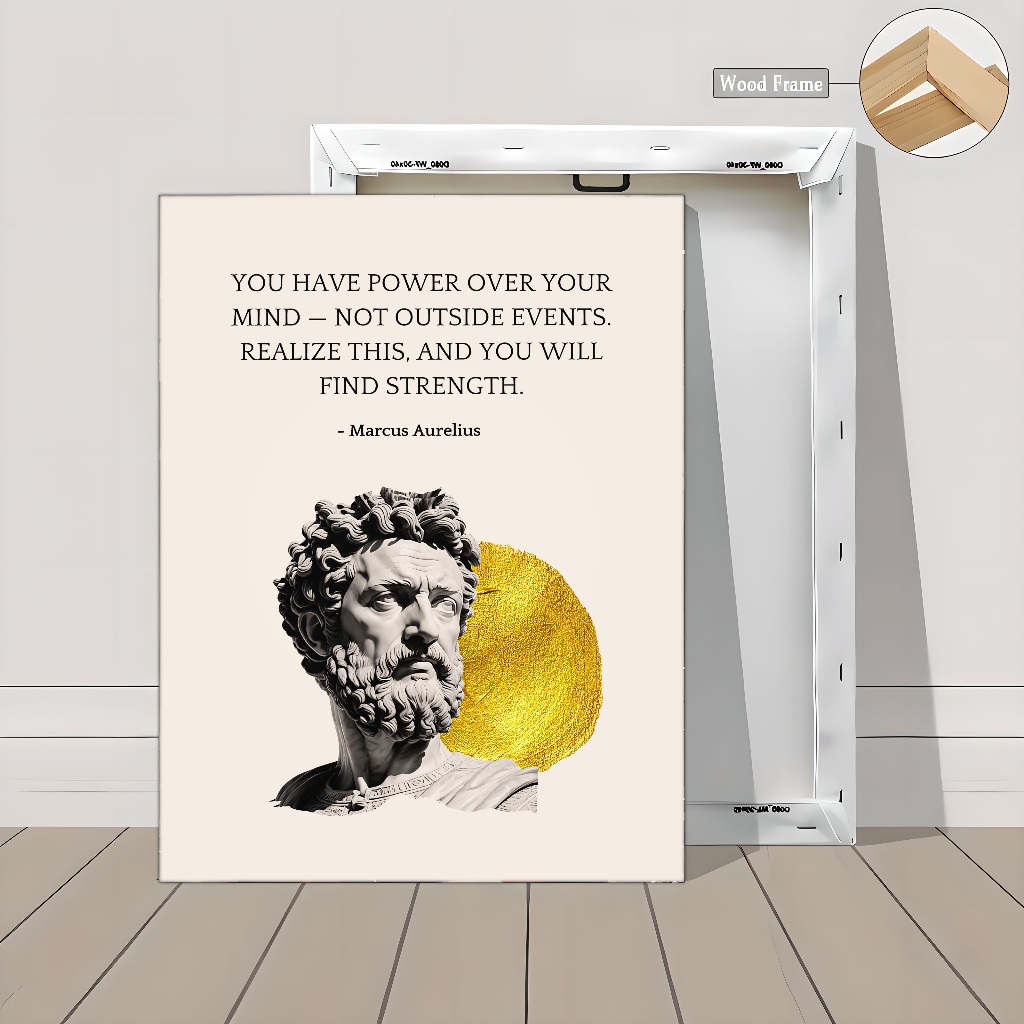 Wood Frame
YOU HAVE POWER OVER YOUR
MIND — NOT OUTSIDE EVENTS.
REALIZE THIS, AND YOU WILL
FIND STRENGTH.
- Marcus Aurelius